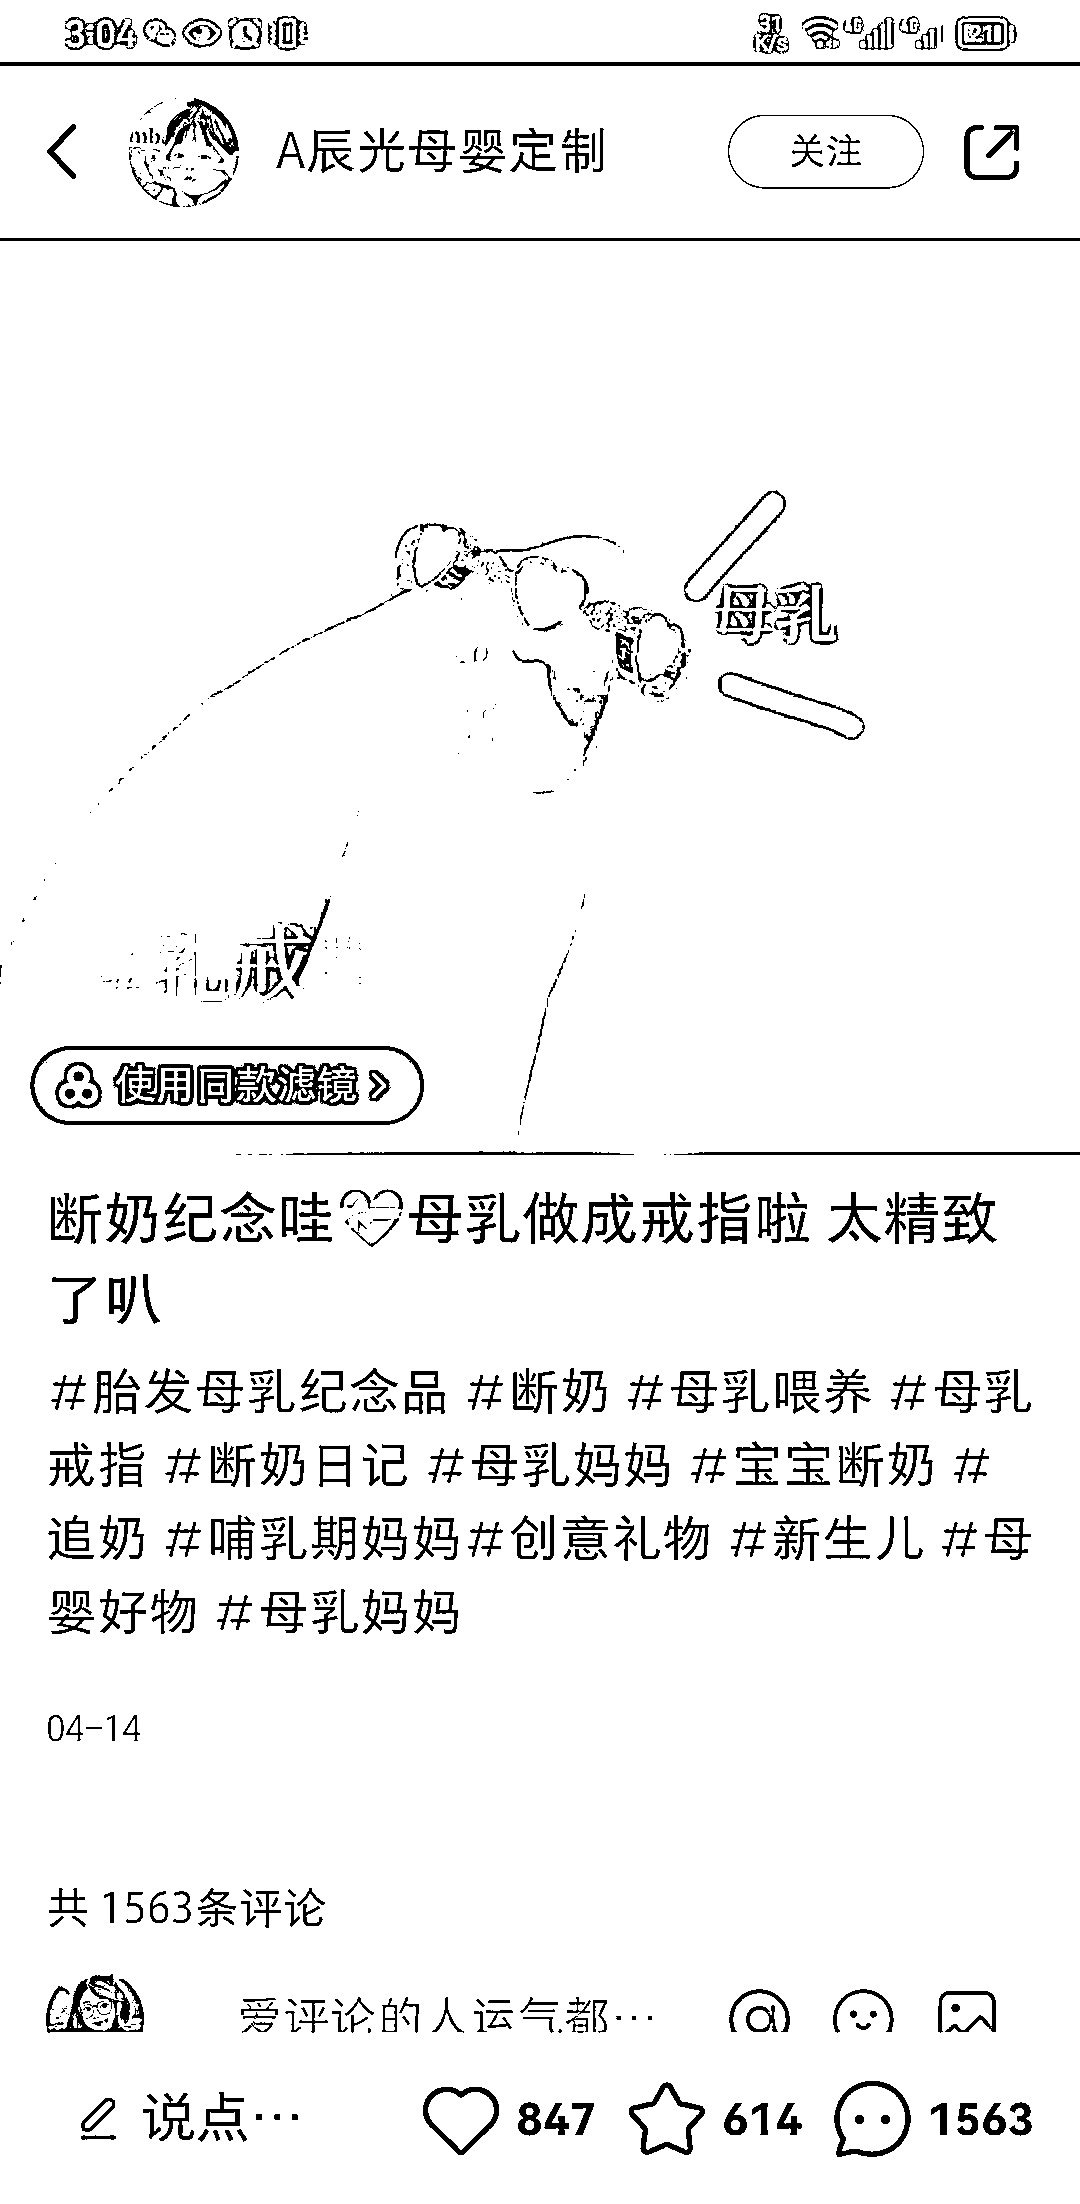 3:04
31 K/s
21
A辰光母婴定制
关注
母乳
乳戒
使用同款滤镜
断奶纪念哇💝母乳做成戒指啦 太精致
了叭
#胎发母乳纪念品 #断奶 #母乳喂养 #母乳
戒指 #断奶日记 #母乳妈妈 #宝宝断奶 #
追奶 #哺乳期妈妈#创意礼物 #新生儿 #母
婴好物 #母乳妈妈
04-14
共 1563条评论
爱评论的人运气都…
说点…
847
614
1563